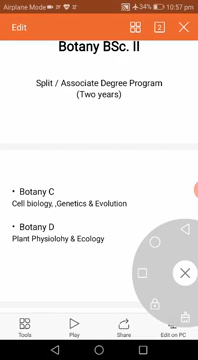 Airplane Mode 34% 10:57 pm
Edit 2
Botany BSc. II
Split / Associate Degree Program
(Two years)
• Botany C
Cell biology, ,Genetics & Evolution
• Botany D
Plant Physiolohy & Ecology
Tools Play Share Edit on PC